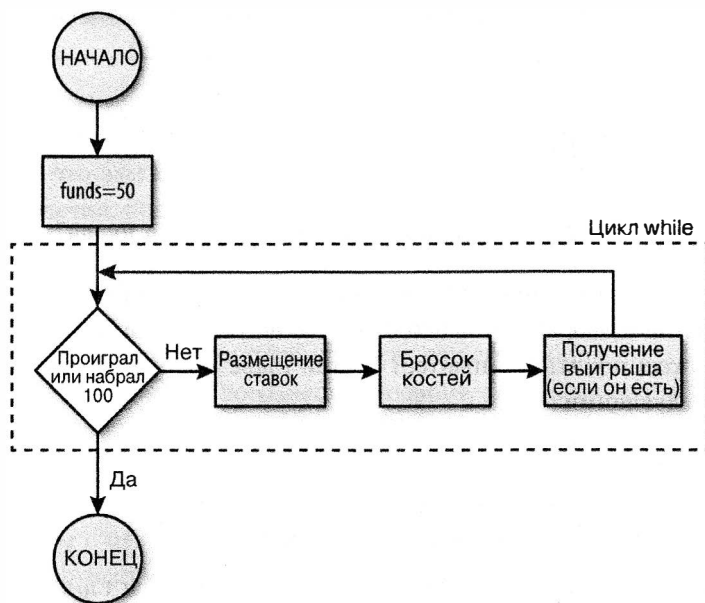 НАЧАЛО
funds=50
Цикл while
Проиграл
или набрал
100
Нет
Размещение
ставок
Бросок
костей
Получение
выигрыша
(если он есть)
Да
КОНЕЦ